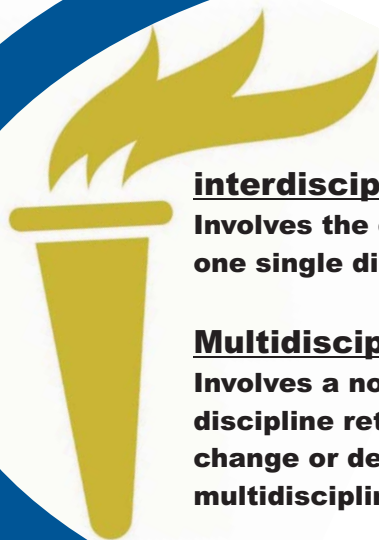 interdiscip
Involves the
one single di
Multidiscip
Involves a no
discipline ret
change or de
multidisciplin